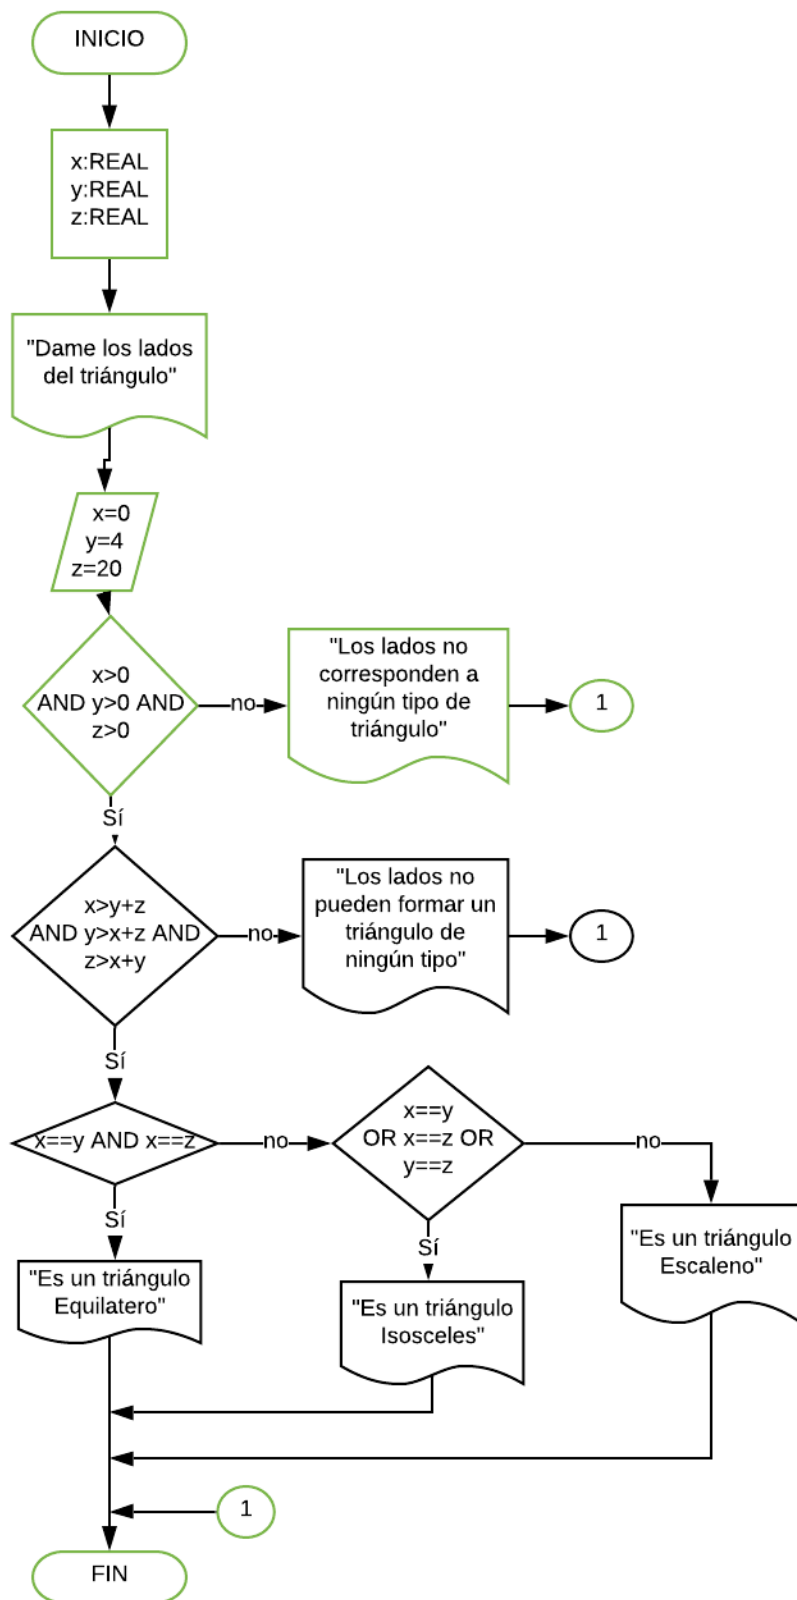 INICIO
x:REAL
y:REAL
z:REAL
"Dame los lados
del triángulo"
x=0
y=4
z=20
x>0
AND y>0 AND
z>0
no
"Los lados no
corresponden a
ningún tipo de
triángulo"
1
Sí
x>y+z
AND y>x+z AND
z>x+y
no
"Los lados no
pueden formar un
triángulo de
ningún tipo"
1
Sí
x==y AND x==z
no
x==y
OR x==z OR
y==z
no
Sí
"Es un triángulo
Equilatero"
Sí
"Es un triángulo
Isosceles"
"Es un triángulo
Escaleno"
1
FIN